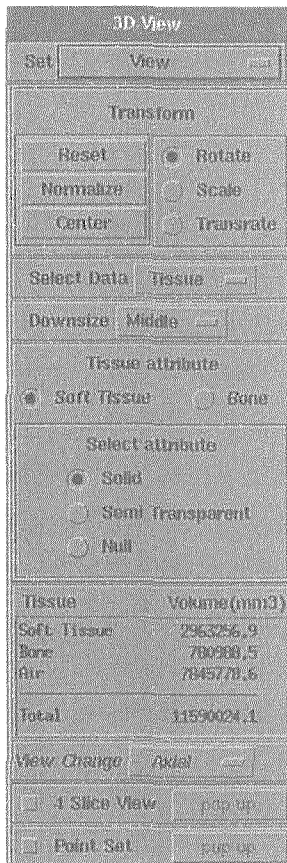 3D View
Set View
Transform
Reset
Normalize
Center
Rotate
Scale
Transrate
Select Data Tissue
Downsize Middle
Tissue attribute
Soft Tissue Bone
Select attribute
Solid
Semi Transparent
Null
Tissue Volume(mm3)
Soft Tissue 2963256.9
Bone 780988.5
Air 7845778.6
Total 11590024.1
View Change Axial
4 Slice View pop up
Point Set pop up